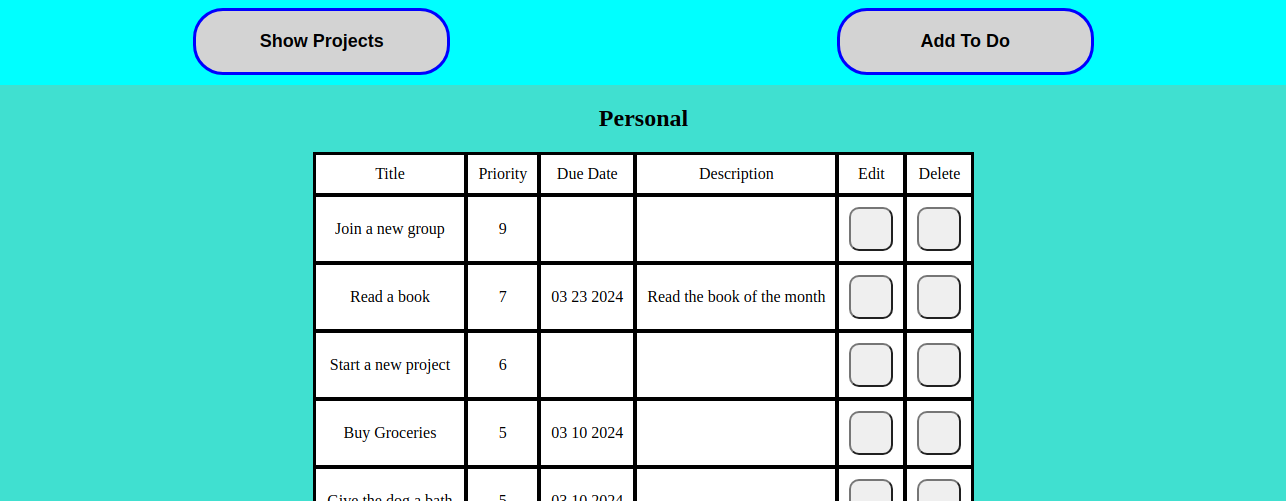 Show Projects Add To Do
Personal
Title Priority Due Date Description Edit Delete
Join a new group 9
Read a book 7 03 23 2024 Read the book of the month
Start a new project 6
Buy Groceries 5 03 10 2024
Give the dog a bath 5 03 10 2024